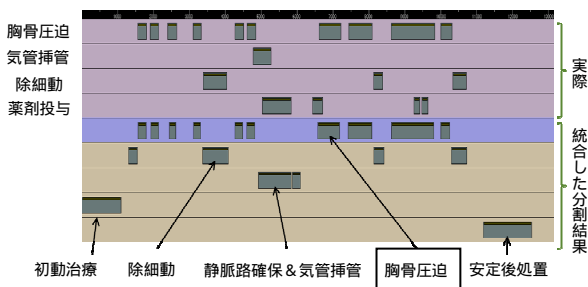 胸骨圧迫
気管挿管
除細動
薬剤投与
実際
統合した分割結果
初動治療
除細動
静脈路確保＆気管挿管
胸骨圧迫
安定後処置